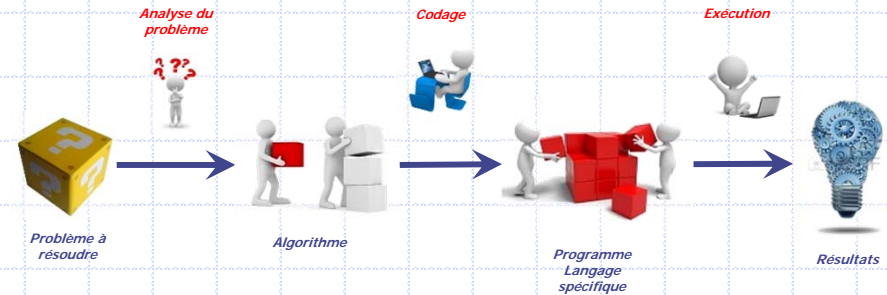 Analyse du
problème
Codage
Exécution
Problème à
résoudre
Algorithme
Programme
Langage
spécifique
Résultats